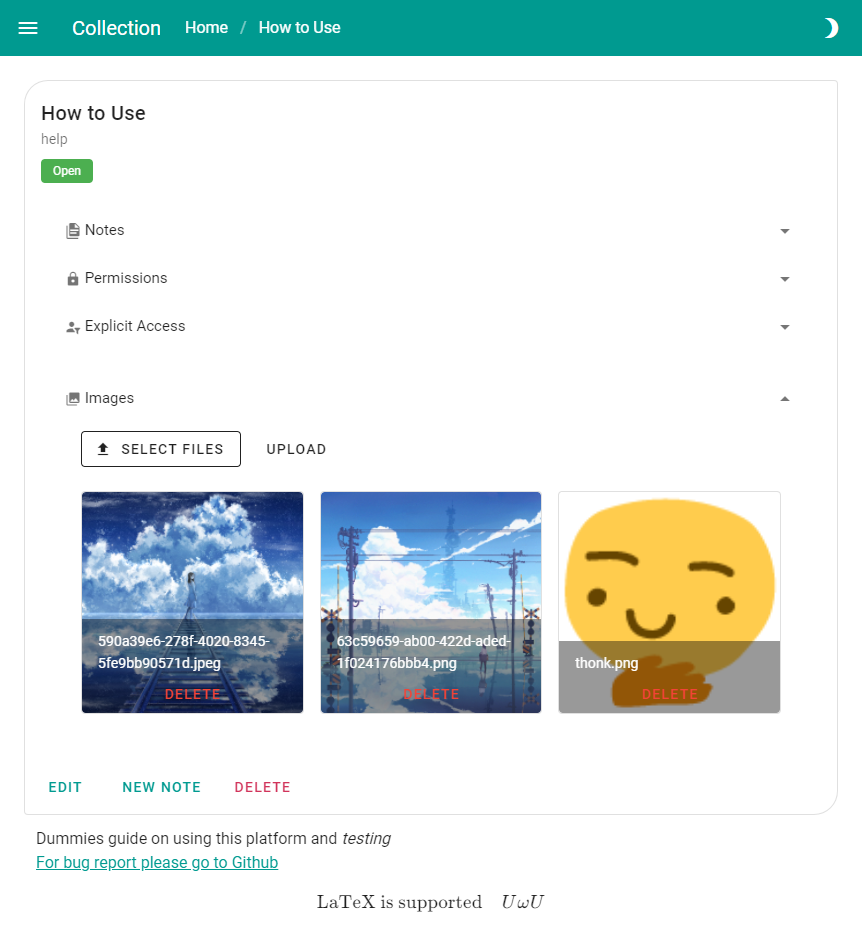 Collection Home / How to Use
How to Use
help
Open
Notes
Permissions
Explicit Access
Images
SELECT FILES UPLOAD
590a39e6-278f-4020-8345-
5fe9bb90571d.jpeg
DELETE
63c59659-ab00-422d-aded-
1f024176bbb4.png
DELETE
thonk.png
DELETE
EDIT NEW NOTE DELETE
Dummies guide on using this platform and testing
For bug report please go to Github
LaTeX is supported UωU